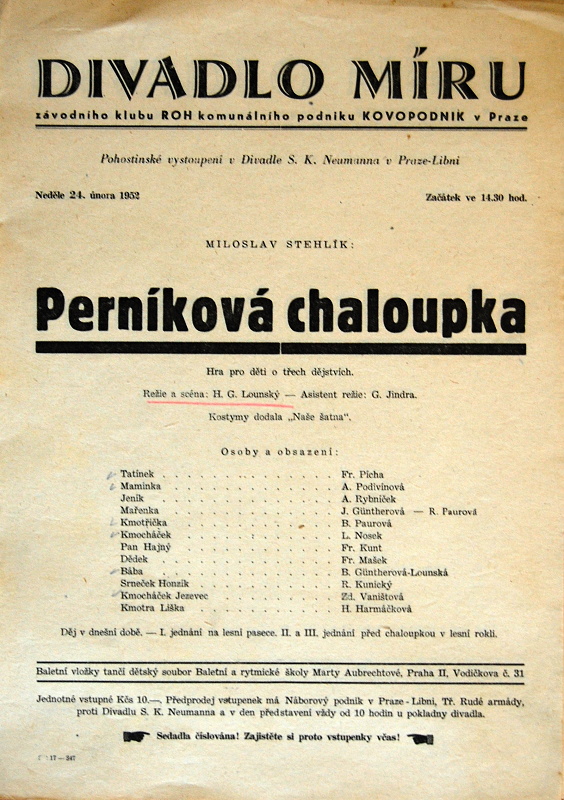 DIVADLO MÍRU
závodního klubu ROH komunálního podniku KOVOPODNIK v Praze
Pohostinské vystoupení v Divadle S. K. Neumanna v Praze-Libni
Neděle 24. února 1952 Začátek ve 14.30 hod.
MILOSLAV STEHLÍK:
Perníková chaloupka
Hra pro děti o třech dějstvích.
Režie a scéna: H. G. Lounský — Asistent režie: G. Jindra.
Kostymy dodala „Naše šatna“.
Osoby a obsazení:
Tatínek . . . . . . . . . . . . . Fr. Pícha
Maminka . . . . . . . . . . . . . A. Podivínová
Jeník . . . . . . . . . . . . . A. Rybníček
Mařenka . . . . . . . . . . . . . J. Güntherová — R. Paurová
Kmotřička . . . . . . . . . . . . . B. Paurová
Kmocháček . . . . . . . . . . . . . L. Nosek
Pan Hajný . . . . . . . . . . . . . Fr. Kunt
Dědek . . . . . . . . . . . . . Fr. Mašek
Bába . . . . . . . . . . . . . B. Güntherová-Lounská
Srneček Honzík . . . . . . . . . . . . . R. Kunický
Kmocháček Jezevec . . . . . . . . . . . . . Zd. Vaništová
Kmotra Liška . . . . . . . . . . . . . H. Harmáčková
Děj v dnešní době. — I. jednání na lesní pasece. II. a III. jednání před chaloupkou v lesní rokli.
Baletní vložky tančí dětský soubor Baletní a rytmické školy Marty Aubrechtové, Praha II, Vodičkova č. 31
Jednotné vstupné Kčs 10.—. Předprodej vstupenek má Náborový podnik v Praze - Libni, Tř. Rudé armády,
proti Divadlu S. K. Neumanna a v den představení vždy od 10 hodin u pokladny divadla.
Sedadla číslována! Zajistěte si proto vstupenky včas!
17 — 347